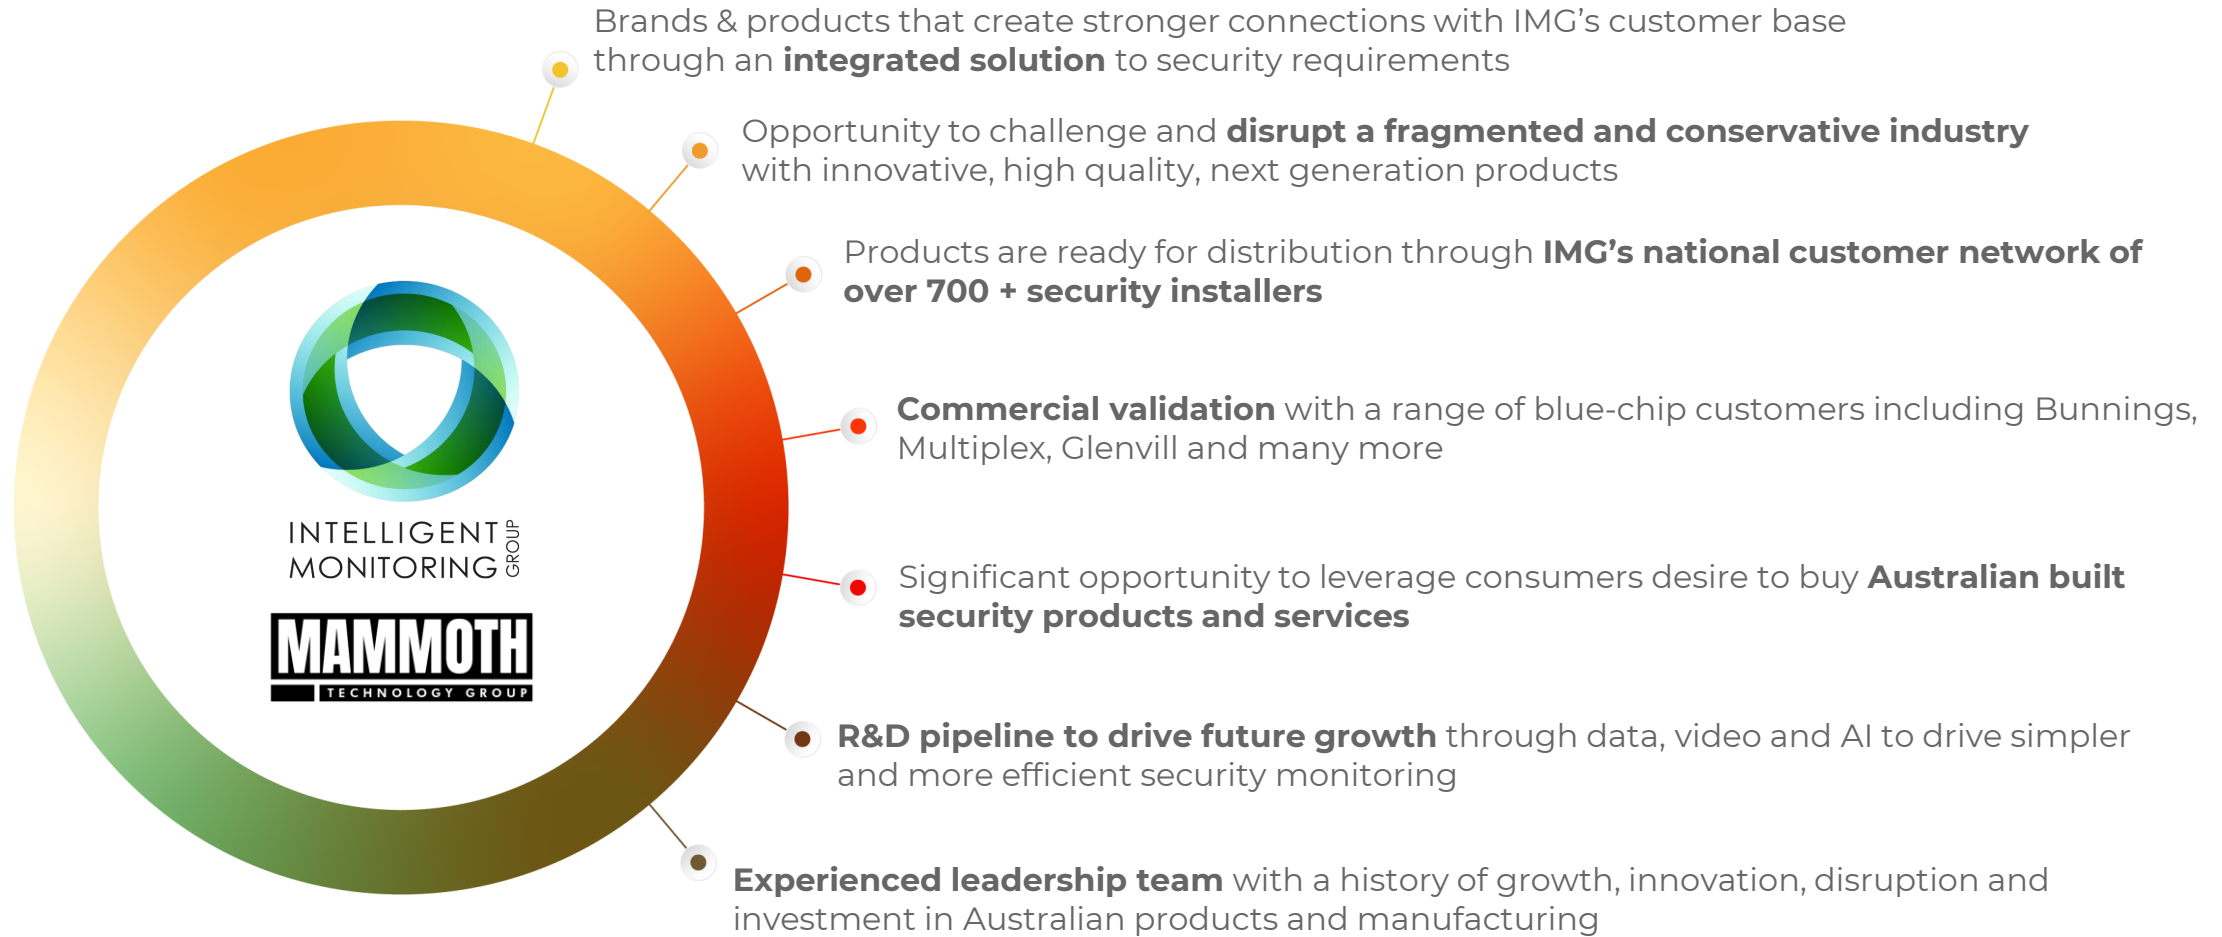 Brands & products that create stronger connections with IMG’s customer base
through an integrated solution to security requirements
Opportunity to challenge and disrupt a fragmented and conservative industry
with innovative, high quality, next generation products
Products are ready for distribution through IMG’s national customer network of
over 700 + security installers
Commercial validation with a range of blue-chip customers including Bunnings,
Multiplex, Glenvill and many more
Significant opportunity to leverage consumers desire to buy Australian built
security products and services
R&D pipeline to drive future growth through data, video and AI to drive simpler
and more efficient security monitoring
Experienced leadership team with a history of growth, innovation, disruption and
investment in Australian products and manufacturing
INTELLIGENT
MONITORING
GROUP
MAMMOTH
TECHNOLOGY GROUP